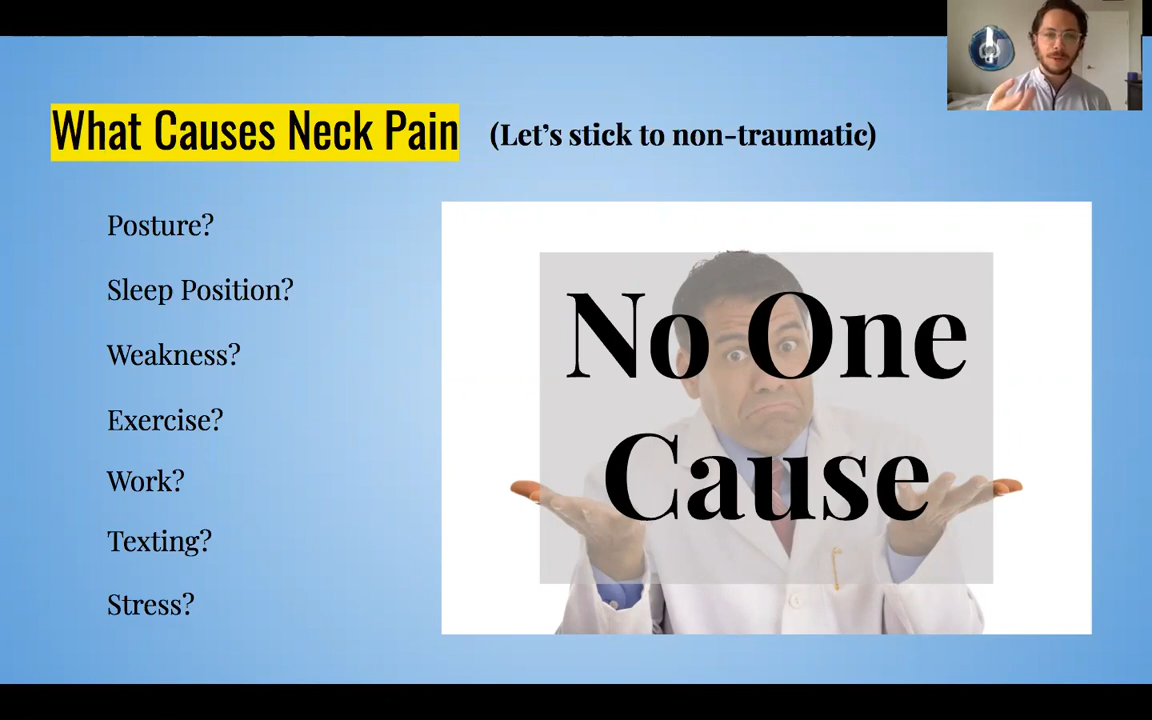 What Causes Neck Pain (Let’s stick to non-traumatic)
Posture?
Sleep Position?
Weakness?
Exercise?
Work?
Texting?
Stress?
No One
Cause